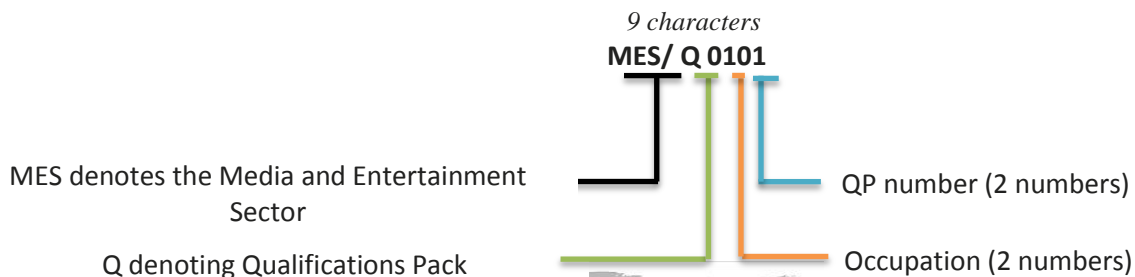 9 characters
MES/ Q 0101
MES denotes the Media and Entertainment
Sector
QP number (2 numbers)
Q denoting Qualifications Pack
Occupation (2 numbers)